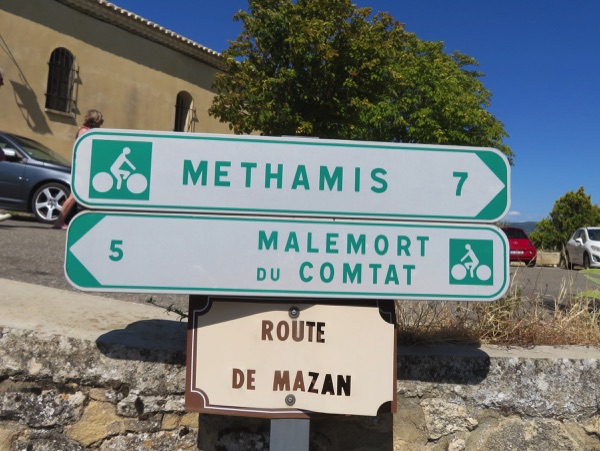 METHAMIS 7
5 MALEMORT
DU COMTAT
ROUTE
DE MAZAN